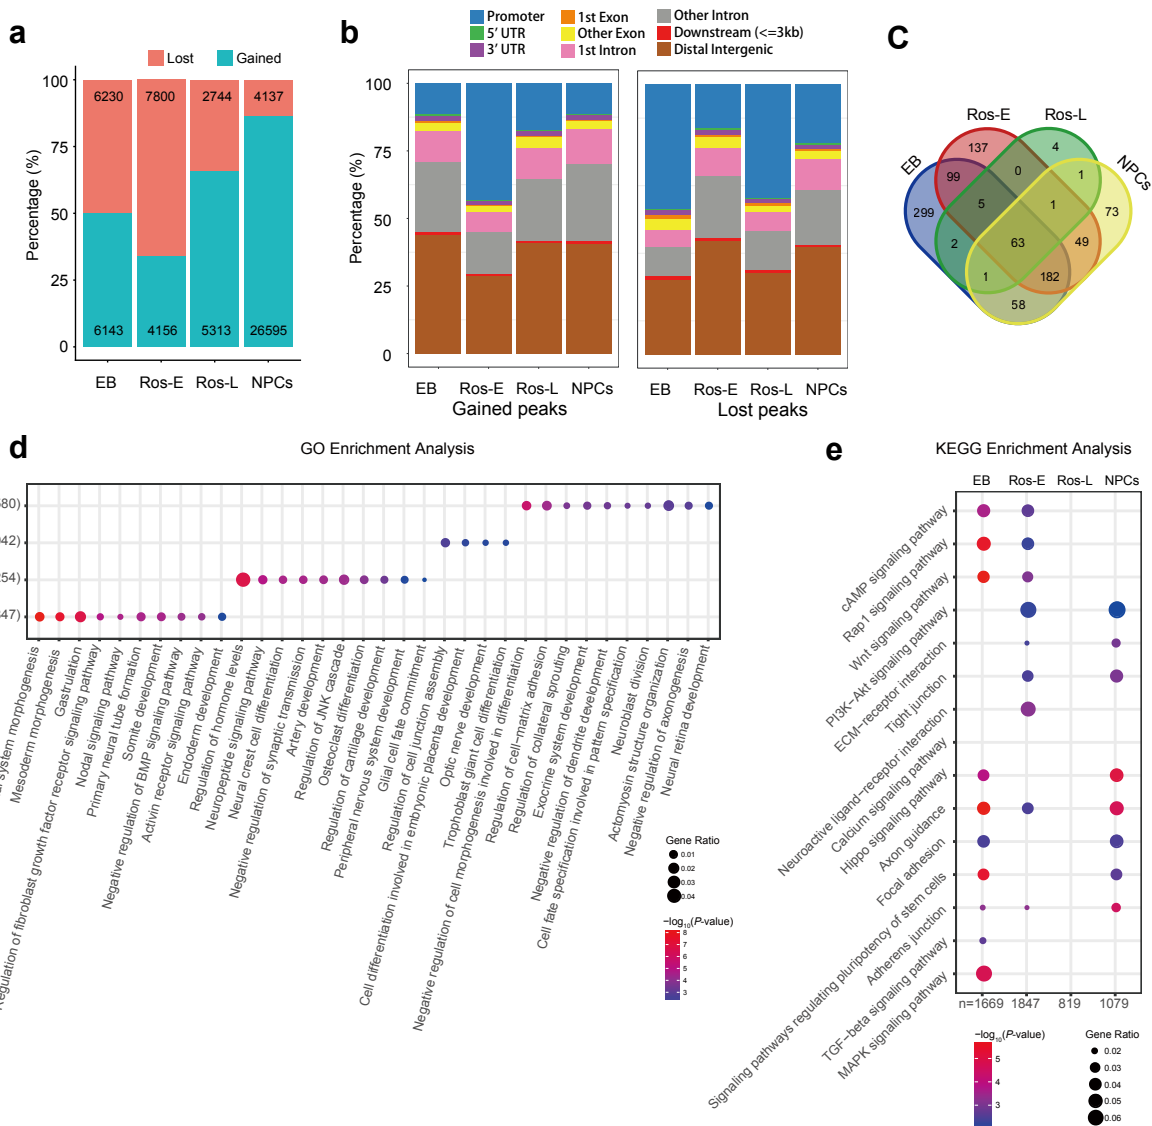 a
Lost
Gained
Percentage (%)
100
75
50
25
0
6230
7800
2744
4137
6143
4156
5313
26595
EB
Ros-E
Ros-L
NPCs
b
Promoter
5' UTR
3' UTR
1st Exon
Other Exon
1st Intron
Other Intron
Downstream (<=3kb)
Distal Intergenic
Percentage (%)
100
75
50
25
0
EB
Ros-E
Ros-L
NPCs
Gained peaks
EB
Ros-E
Ros-L
NPCs
Lost peaks
C
Ros-E
Ros-L
EB
NPCs
137
4
99
0
1
299
5
1
73
2
63
49
1
182
58
d
GO Enrichment Analysis
580)
942)
254)
347)
system morphogenesis
Mesoderm morphogenesis
Gastrulation
Regulation of fibroblast growth factor receptor signaling pathway
Nodal signaling pathway
Primary neural tube formation
Somite development
Negative regulation of BMP signaling pathway
Activin receptor signaling pathway
Endoderm development
Regulation of hormone levels
Neuropeptide signaling pathway
Neural crest cell differentiation
Negative regulation of synaptic transmission
Artery development
Regulation of JNK cascade
Osteoclast differentiation
Regulation of cartilage development
Peripheral nervous system development
Glial cell fate commitment
Regulation of cell junction assembly
Cell differentiation involved in embryonic placenta development
Optic nerve development
Trophoblast giant cell differentiation
Negative regulation of cell morphogenesis involved in differentiation
Regulation of cell−matrix adhesion
Regulation of collateral sprouting
Exocrine system development
Negative regulation of dendrite development
Cell fate specification involved in pattern specification
Neuroblast division
Actomyosin structure organization
Negative regulation of axonogenesis
Neural retina development
Gene Ratio
0.01
0.02
0.03
0.04
−log10(P-value)
8
7
6
5
4
3
e
KEGG Enrichment Analysis
EB
Ros-E
Ros-L
NPCs
cAMP signaling pathway
Rap1 signaling pathway
Wnt signaling pathway
PI3K−Akt signaling pathway
ECM−receptor interaction
Tight junction
Neuroactive ligand−receptor interaction
Calcium signaling pathway
Hippo signaling pathway
Axon guidance
Focal adhesion
Signaling pathways regulating pluripotency of stem cells
Adherens junction
TGF−beta signaling pathway
MAPK signaling pathway
n=1669
1847
819
1079
−log10(P-value)
5
4
3
Gene Ratio
0.02
0.03
0.04
0.05
0.06